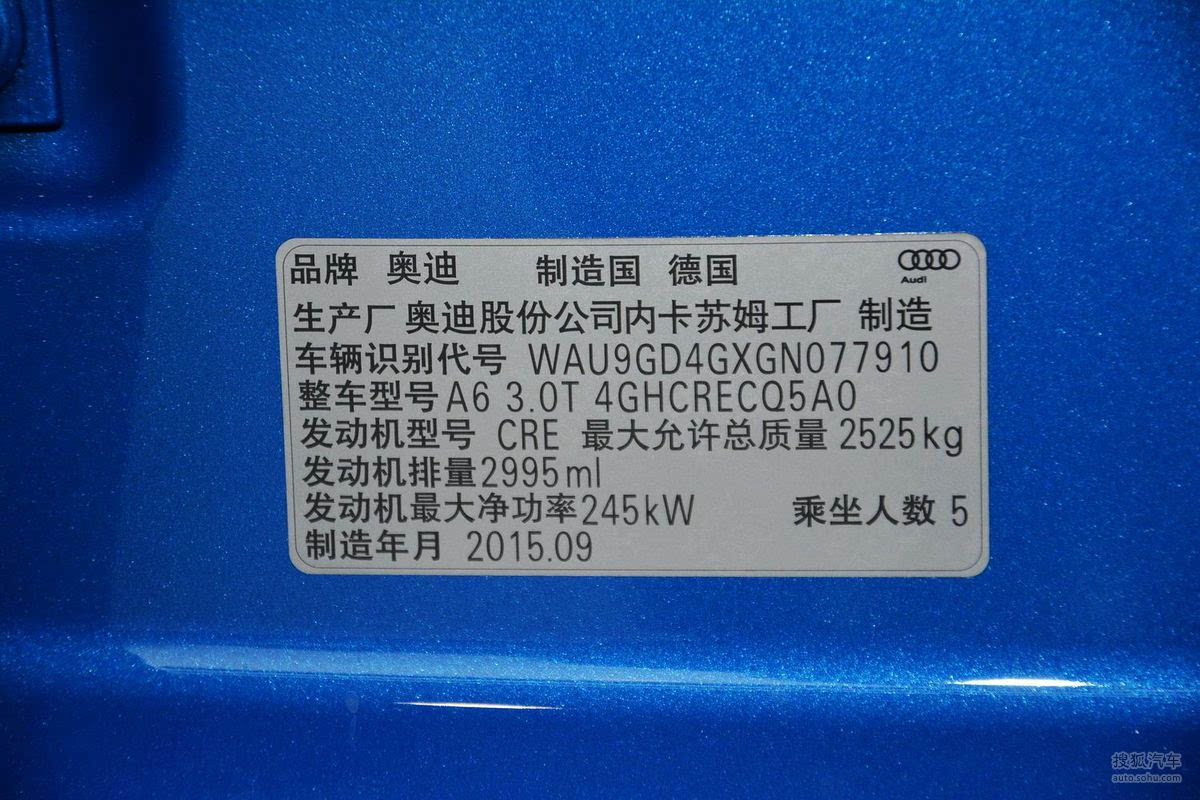 品牌 奥迪 制造国 德国
Audi
生产厂 奥迪股份公司内卡苏姆工厂 制造
车辆识别代号 WAU9GD4GXGN077910
整车型号 A6 3.0T 4GHCRECQ5A0
发动机型号 CRE 最大允许总质量 2525kg
发动机排量 2995ml
发动机最大净功率 245kW 乘坐人数 5
制造年月 2015.09
搜狐汽车
auto.sohu.com